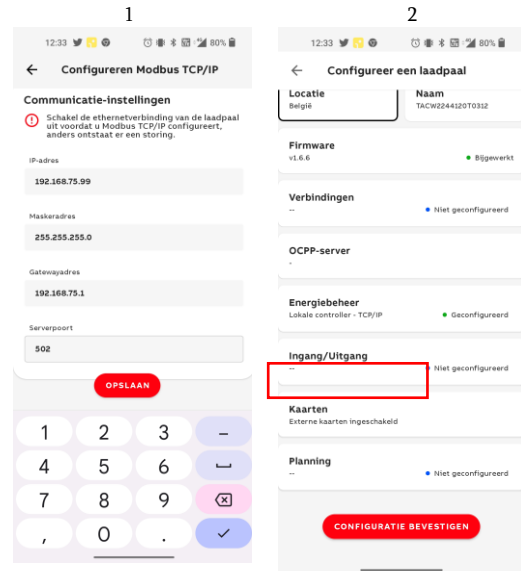 1
12:33 80%
Configureren Modbus TCP/IP
Communicatie-instellingen
Schakel de ethernetverbinding van de laadpaal
uit voordat u Modbus TCP/IP configureert,
anders ontstaat er een storing.
IP-adres
192.168.75.99
Maskeradres
255.255.255.0
Gatewayadres
192.168.75.1
Serverpoort
502
OPSLAAN
1 2 3 –
4 5 6
7 8 9
, 0 .
2
12:33 80%
Configureer een laadpaal
Locatie
België
Naam
TACW2244120T0312
Firmware
v1.6.6
Bijgewerkt
Verbindingen
--
Niet geconfigureerd
OCPP-server
-
Energiebeheer
Lokale controller - TCP/IP
Geconfigureerd
Ingang/Uitgang
--
Niet geconfigureerd
Kaarten
Externe kaarten ingeschakeld
Planning
--
Niet geconfigureerd
CONFIGURATIE BEVESTIGEN